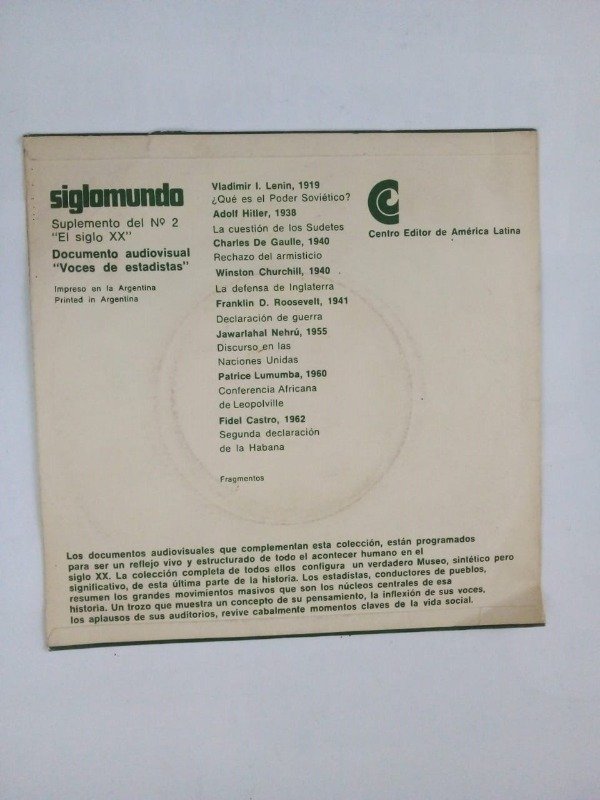 siglomundo
Suplemento del Nº 2
"El siglo XX"
Documento audiovisual
"Voces de estadistas"
Impreso en la Argentina
Printed in Argentina
Vladimir I. Lenin, 1919
¿Qué es el Poder Soviético?
Adolf Hitler, 1938
La cuestión de los Sudetes
Charles De Gaulle, 1940
Rechazo del armisticio
Winston Churchill, 1940
La defensa de Inglaterra
Franklin D. Roosevelt, 1941
Declaración de guerra
Jawarlahal Nehrú, 1955
Discurso en las
Naciones Unidas
Patrice Lumumba, 1960
Conferencia Africana
de Leopolville
Fidel Castro, 1962
Segunda declaración
de la Habana
Fragmentos
Centro Editor de América Latina
Los documentos audiovisuales que complementan esta colección, están programados
para ser un reflejo vivo y estructurado de todo el acontecer humano en el
siglo XX. La colección completa de todos ellos configura un verdadero Museo, sintético pero
significativo, de esta última parte de la historia. Los estadistas, conductores de pueblos,
resumen los grandes movimientos masivos que son los núcleos centrales de esa
historia. Un trozo que muestra un concepto de su pensamiento, la inflexión de sus voces,
los aplausos de sus auditorios, revive cabalmente momentos claves de la vida social.